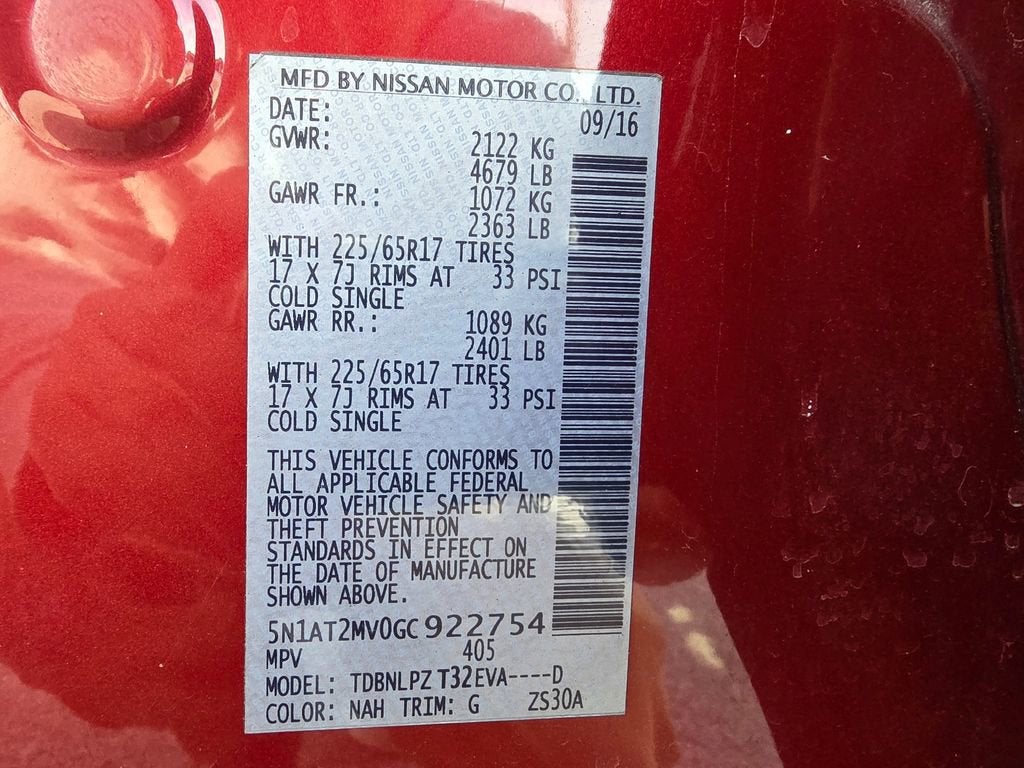 MFD BY NISSAN MOTOR CO., LTD.
DATE: 09/16
GVWR: 2122 KG
4679 LB
GAWR FR.: 1072 KG
2363 LB
WITH 225/65R17 TIRES
17 X 7J RIMS AT 33 PSI
COLD SINGLE
GAWR RR.: 1089 KG
2401 LB
WITH 225/65R17 TIRES
17 X 7J RIMS AT 33 PSI
COLD SINGLE
THIS VEHICLE CONFORMS TO
ALL APPLICABLE FEDERAL
MOTOR VEHICLE SAFETY AND
THEFT PREVENTION
STANDARDS IN EFFECT ON
THE DATE OF MANUFACTURE
SHOWN ABOVE.
5N1AT2MV0GC922754
MPV 405
MODEL: TDBNLPZ T32EVA----D
COLOR: NAH TRIM: G ZS30A